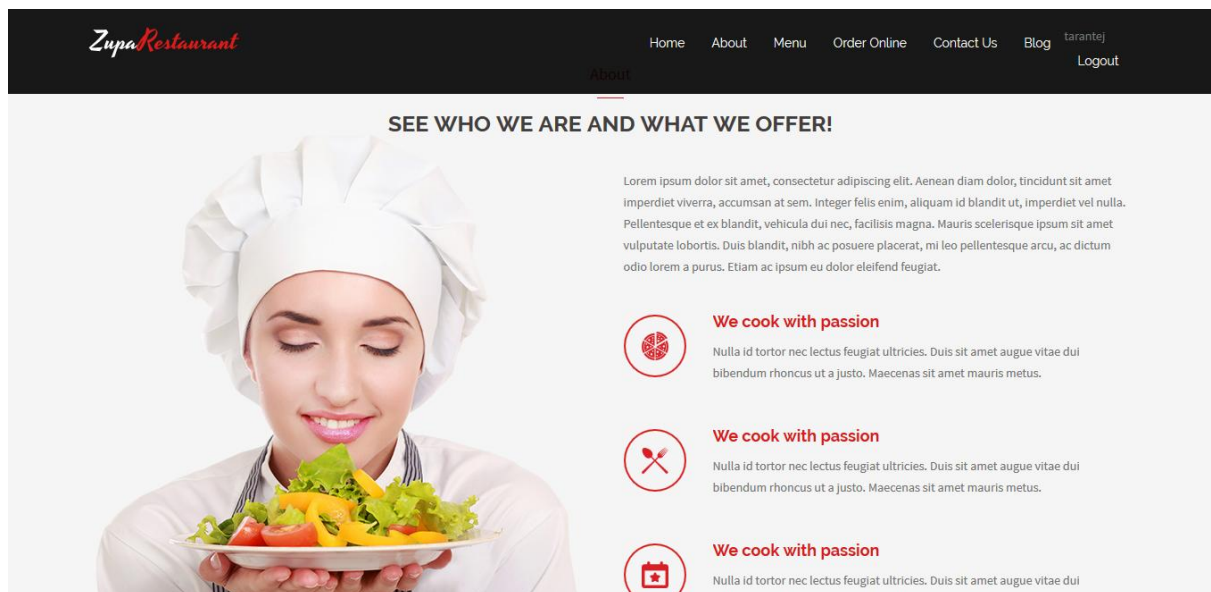 ZupaRestaurant
Home About Menu Order Online Contact Us Blog tarantej
Logout
About
SEE WHO WE ARE AND WHAT WE OFFER!
Lorem ipsum dolor sit amet, consectetur adipiscing elit. Aenean diam dolor, tincidunt sit amet
imperdiet viverra, accumsan at sem. Integer felis enim, aliquam id blandit ut, imperdiet vel nulla.
Pellentesque et ex blandit, vehicula dui nec, facilisis magna. Mauris scelerisque ipsum sit amet
vulputate lobortis. Duis blandit, nibh ac posuere placerat, mi leo pellentesque arcu, ac dictum
odio lorem a purus. Etiam ac ipsum eu dolor eleifend feugiat.
We cook with passion
Nulla id tortor nec lectus feugiat ultricies. Duis sit amet augue vitae dui
bibendum rhoncus ut a justo. Maecenas sit amet mauris metus.
We cook with passion
Nulla id tortor nec lectus feugiat ultricies. Duis sit amet augue vitae dui
bibendum rhoncus ut a justo. Maecenas sit amet mauris metus.
We cook with passion
Nulla id tortor nec lectus feugiat ultricies. Duis sit amet augue vitae dui